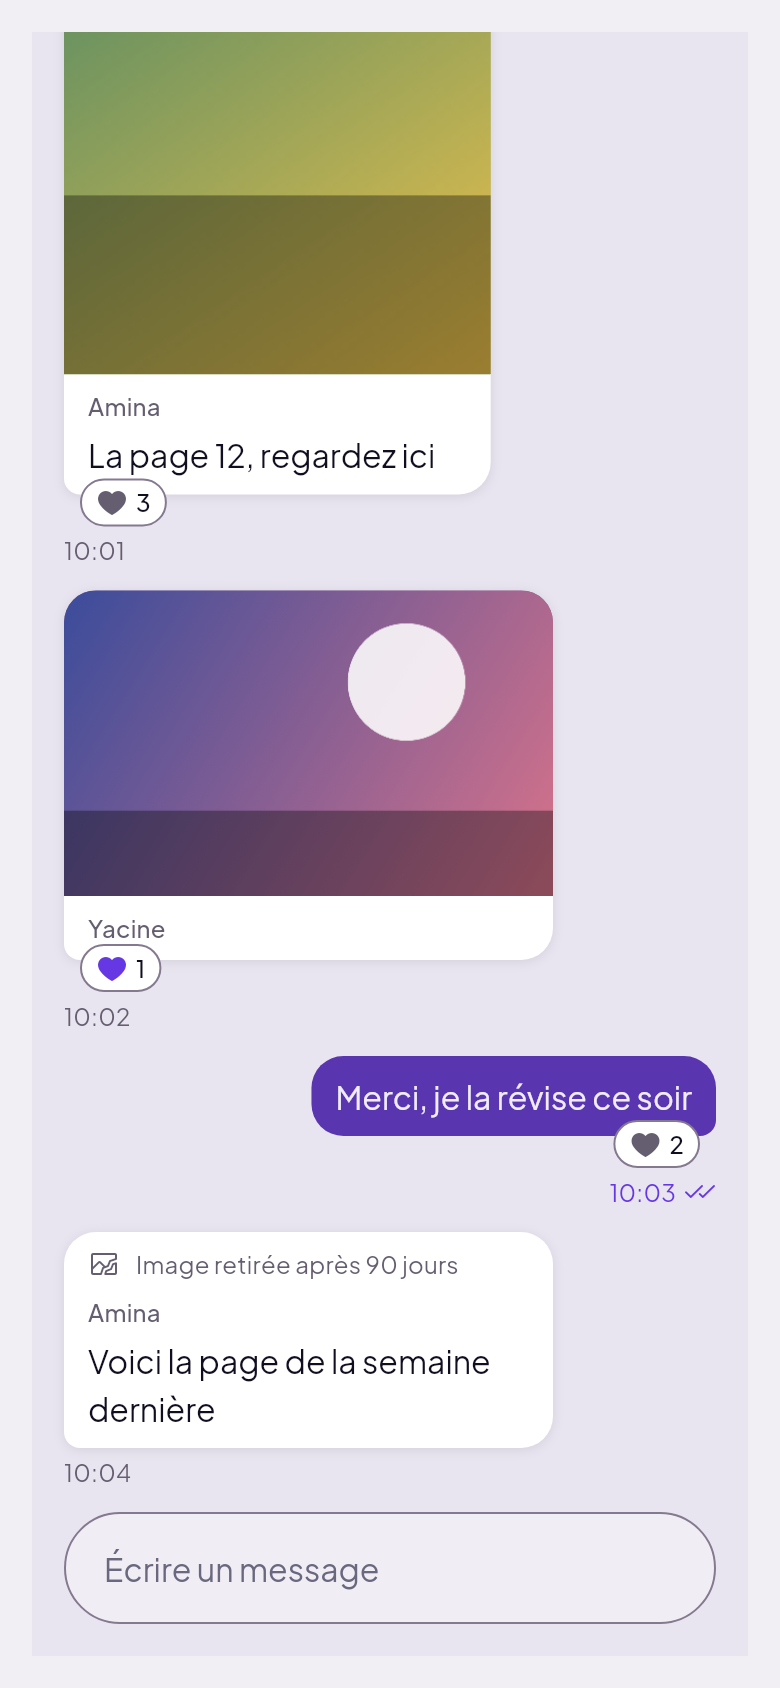 Amina
La page 12, regardez ici
3
10:01
Yacine
1
10:02
Merci, je la révise ce soir
2
10:03
Image retirée après 90 jours
Amina
Voici la page de la semaine
dernière
10:04
Écrire un message